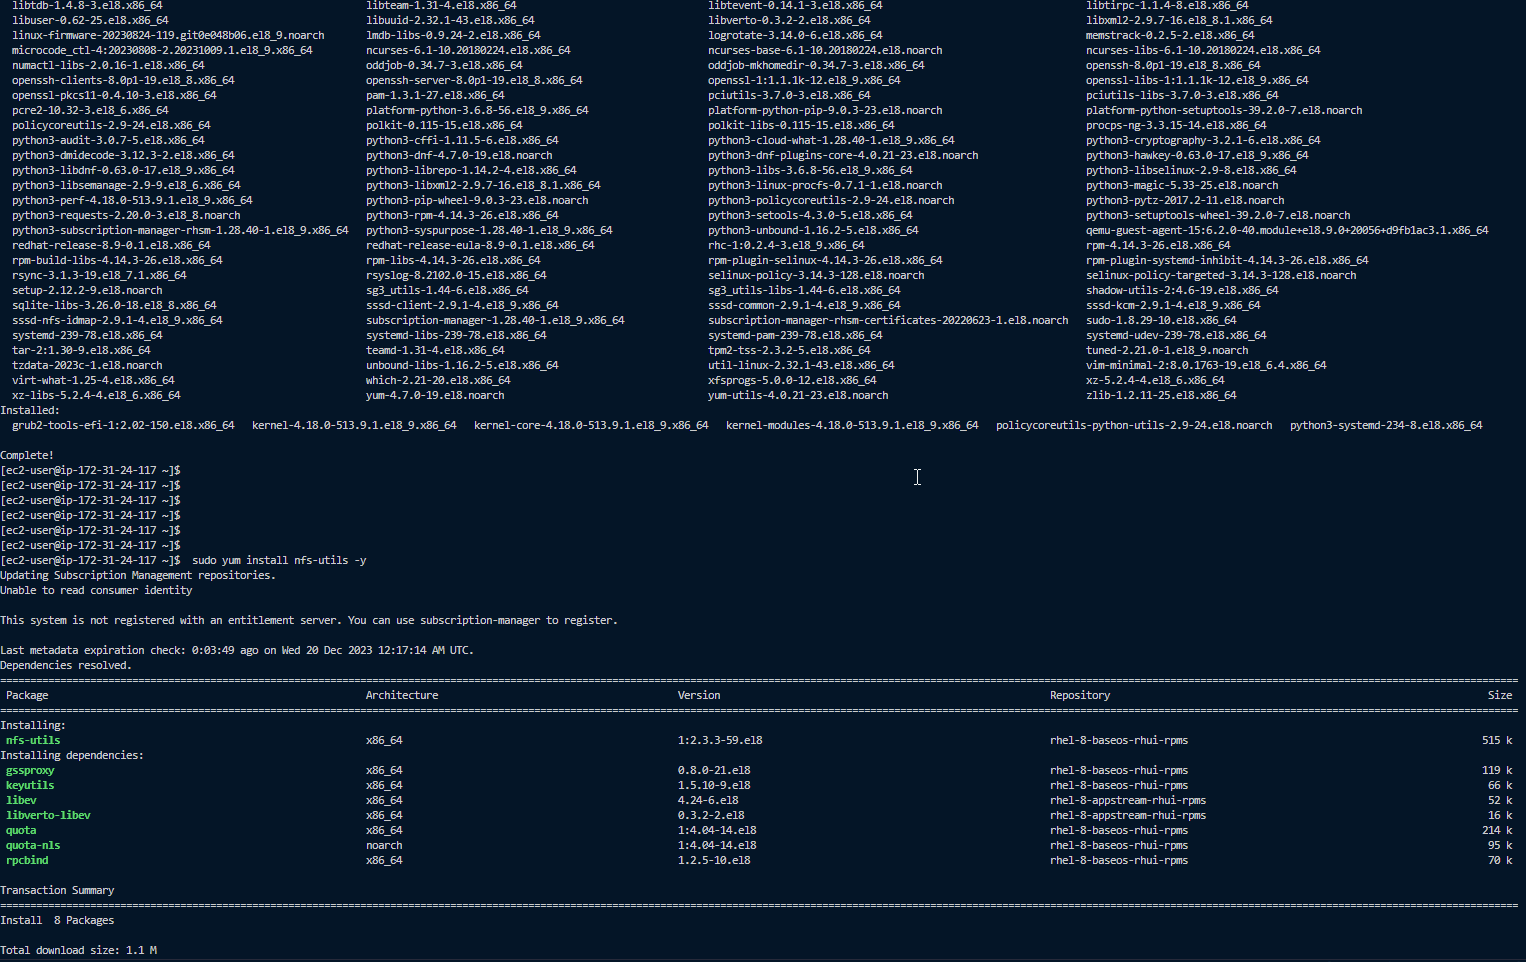 libtdb-1.4.8-3.el8.x86_64 libteam-1.31-4.el8.x86_64 libtevent-0.14.1-3.el8.x86_64 libtirpc-1.1.4-8.el8.x86_64
libuser-0.62-25.el8.x86_64 libuuid-2.32.1-43.el8.x86_64 libverto-0.3.2-2.el8.x86_64 libxml2-2.9.7-16.el8_8.1.x86_64
linux-firmware-20230824-119.git0e048b06.el8_9.noarch lmdb-libs-0.9.24-2.el8.x86_64 logrotate-3.14.0-6.el8.x86_64 memstrack-0.2.5-2.el8.x86_64
microcode_ctl-4:20230808-2.20231009.1.el8_9.x86_64 ncurses-6.1-10.20180224.el8.x86_64 ncurses-base-6.1-10.20180224.el8.noarch ncurses-libs-6.1-10.20180224.el8.x86_64
numactl-libs-2.0.16-1.el8.x86_64 oddjob-0.34.7-3.el8.x86_64 oddjob-mkhomedir-0.34.7-3.el8.x86_64 openssh-8.0p1-19.el8_8.x86_64
openssh-clients-8.0p1-19.el8_8.x86_64 openssh-server-8.0p1-19.el8_8.x86_64 openssl-1:1.1.1k-12.el8_9.x86_64 openssl-libs-1:1.1.1k-12.el8_9.x86_64
openssl-pkcs11-0.4.10-3.el8.x86_64 pam-1.3.1-27.el8.x86_64 pciutils-3.7.0-3.el8.x86_64 pciutils-libs-3.7.0-3.el8.x86_64
pcre2-10.32-3.el8_6.x86_64 platform-python-3.6.8-56.el8_9.x86_64 platform-python-pip-9.0.3-23.el8.noarch platform-python-setuptools-39.2.0-7.el8.noarch
policycoreutils-2.9-24.el8.x86_64 polkit-0.115-15.el8.x86_64 polkit-libs-0.115-15.el8.x86_64 procps-ng-3.3.15-14.el8.x86_64
python3-audit-3.0.7-5.el8.x86_64 python3-cffi-1.11.5-6.el8.x86_64 python3-cloud-what-1.28.40-1.el8_9.x86_64 python3-cryptography-3.2.1-6.el8.x86_64
python3-dmidecode-3.12.3-2.el8.x86_64 python3-dnf-4.7.0-19.el8.noarch python3-dnf-plugins-core-4.0.21-23.el8.noarch python3-hawkey-0.63.0-17.el8_9.x86_64
python3-libdnf-0.63.0-17.el8_9.x86_64 python3-librepo-1.14.2-4.el8.x86_64 python3-libs-3.6.8-56.el8_9.x86_64 python3-libselinux-2.9-8.el8.x86_64
python3-libsemanage-2.9-9.el8_6.x86_64 python3-libxml2-2.9.7-16.el8_8.1.x86_64 python3-linux-procfs-0.7.1-1.el8.noarch python3-magic-5.33-25.el8.noarch
python3-perf-4.18.0-513.9.1.el8_9.x86_64 python3-pip-wheel-9.0.3-23.el8.noarch python3-policycoreutils-2.9-24.el8.noarch python3-pytz-2017.2-11.el8.noarch
python3-requests-2.20.0-3.el8_8.noarch python3-rpm-4.14.3-26.el8.x86_64 python3-setools-4.3.0-5.el8.x86_64 python3-setuptools-wheel-39.2.0-7.el8.noarch
python3-subscription-manager-rhsm-1.28.40-1.el8_9.x86_64 python3-syspurpose-1.28.40-1.el8_9.x86_64 python3-unbound-1.16.2-5.el8.x86_64 qemu-guest-agent-15:6.2.0-40.module+el8.9.0+20056+d9fb1ac3.1.x86_64
redhat-release-8.9-0.1.el8.x86_64 redhat-release-eula-8.9-0.1.el8.x86_64 rhc-1:0.2.4-3.el8_9.x86_64 rpm-4.14.3-26.el8.x86_64
rpm-build-libs-4.14.3-26.el8.x86_64 rpm-libs-4.14.3-26.el8.x86_64 rpm-plugin-selinux-4.14.3-26.el8.x86_64 rpm-plugin-systemd-inhibit-4.14.3-26.el8.x86_64
rsync-3.1.3-19.el8_7.1.x86_64 rsyslog-8.2102.0-15.el8.x86_64 selinux-policy-3.14.3-128.el8.noarch selinux-policy-targeted-3.14.3-128.el8.noarch
setup-2.12.2-9.el8.noarch sg3_utils-1.44-6.el8.x86_64 sg3_utils-libs-1.44-6.el8.x86_64 shadow-utils-2:4.6-19.el8.x86_64
sqlite-libs-3.26.0-18.el8_8.x86_64 sssd-client-2.9.1-4.el8_9.x86_64 sssd-common-2.9.1-4.el8_9.x86_64 sssd-kcm-2.9.1-4.el8_9.x86_64
sssd-nfs-idmap-2.9.1-4.el8_9.x86_64 subscription-manager-1.28.40-1.el8_9.x86_64 subscription-manager-rhsm-certificates-20220623-1.el8.noarch sudo-1.8.29-10.el8.x86_64
systemd-239-78.el8.x86_64 systemd-libs-239-78.el8.x86_64 systemd-pam-239-78.el8.x86_64 systemd-udev-239-78.el8.x86_64
tar-2:1.30-9.el8.x86_64 teamd-1.31-4.el8.x86_64 tpm2-tss-2.3.2-5.el8.x86_64 tuned-2.21.0-1.el8_9.noarch
tzdata-2023c-1.el8.noarch unbound-libs-1.16.2-5.el8.x86_64 util-linux-2.32.1-43.el8.x86_64 vim-minimal-2:8.0.1763-19.el8_6.4.x86_64
virt-what-1.25-4.el8.x86_64 which-2.21-20.el8.x86_64 xfsprogs-5.0.0-12.el8.x86_64 xz-5.2.4-4.el8_6.x86_64
xz-libs-5.2.4-4.el8_6.x86_64 yum-4.7.0-19.el8.noarch yum-utils-4.0.21-23.el8.noarch zlib-1.2.11-25.el8.x86_64
Installed:
grub2-tools-efi-1:2.02-150.el8.x86_64 kernel-4.18.0-513.9.1.el8_9.x86_64 kernel-core-4.18.0-513.9.1.el8_9.x86_64 kernel-modules-4.18.0-513.9.1.el8_9.x86_64 policycoreutils-python-utils-2.9-24.el8.noarch python3-systemd-234-8.el8.x86_64
Complete!
[ec2-user@ip-172-31-24-117 ~]$
[ec2-user@ip-172-31-24-117 ~]$
[ec2-user@ip-172-31-24-117 ~]$
[ec2-user@ip-172-31-24-117 ~]$
[ec2-user@ip-172-31-24-117 ~]$
[ec2-user@ip-172-31-24-117 ~]$
[ec2-user@ip-172-31-24-117 ~]$ sudo yum install nfs-utils -y
Updating Subscription Management repositories.
Unable to read consumer identity
This system is not registered with an entitlement server. You can use subscription-manager to register.
Last metadata expiration check: 0:03:49 ago on Wed 20 Dec 2023 12:17:14 AM UTC.
Dependencies resolved.
Package Architecture Version Repository Size
Installing:
nfs-utils x86_64 1:2.3.3-59.el8 rhel-8-baseos-rhui-rpms 515 k
Installing dependencies:
gssproxy x86_64 0.8.0-21.el8 rhel-8-baseos-rhui-rpms 119 k
keyutils x86_64 1.5.10-9.el8 rhel-8-baseos-rhui-rpms 66 k
libev x86_64 4.24-6.el8 rhel-8-appstream-rhui-rpms 52 k
libverto-libev x86_64 0.3.2-2.el8 rhel-8-appstream-rhui-rpms 16 k
quota x86_64 1:4.04-14.el8 rhel-8-baseos-rhui-rpms 214 k
quota-nls noarch 1:4.04-14.el8 rhel-8-baseos-rhui-rpms 95 k
rpcbind x86_64 1.2.5-10.el8 rhel-8-baseos-rhui-rpms 70 k
Transaction Summary
Install 8 Packages
Total download size: 1.1 M